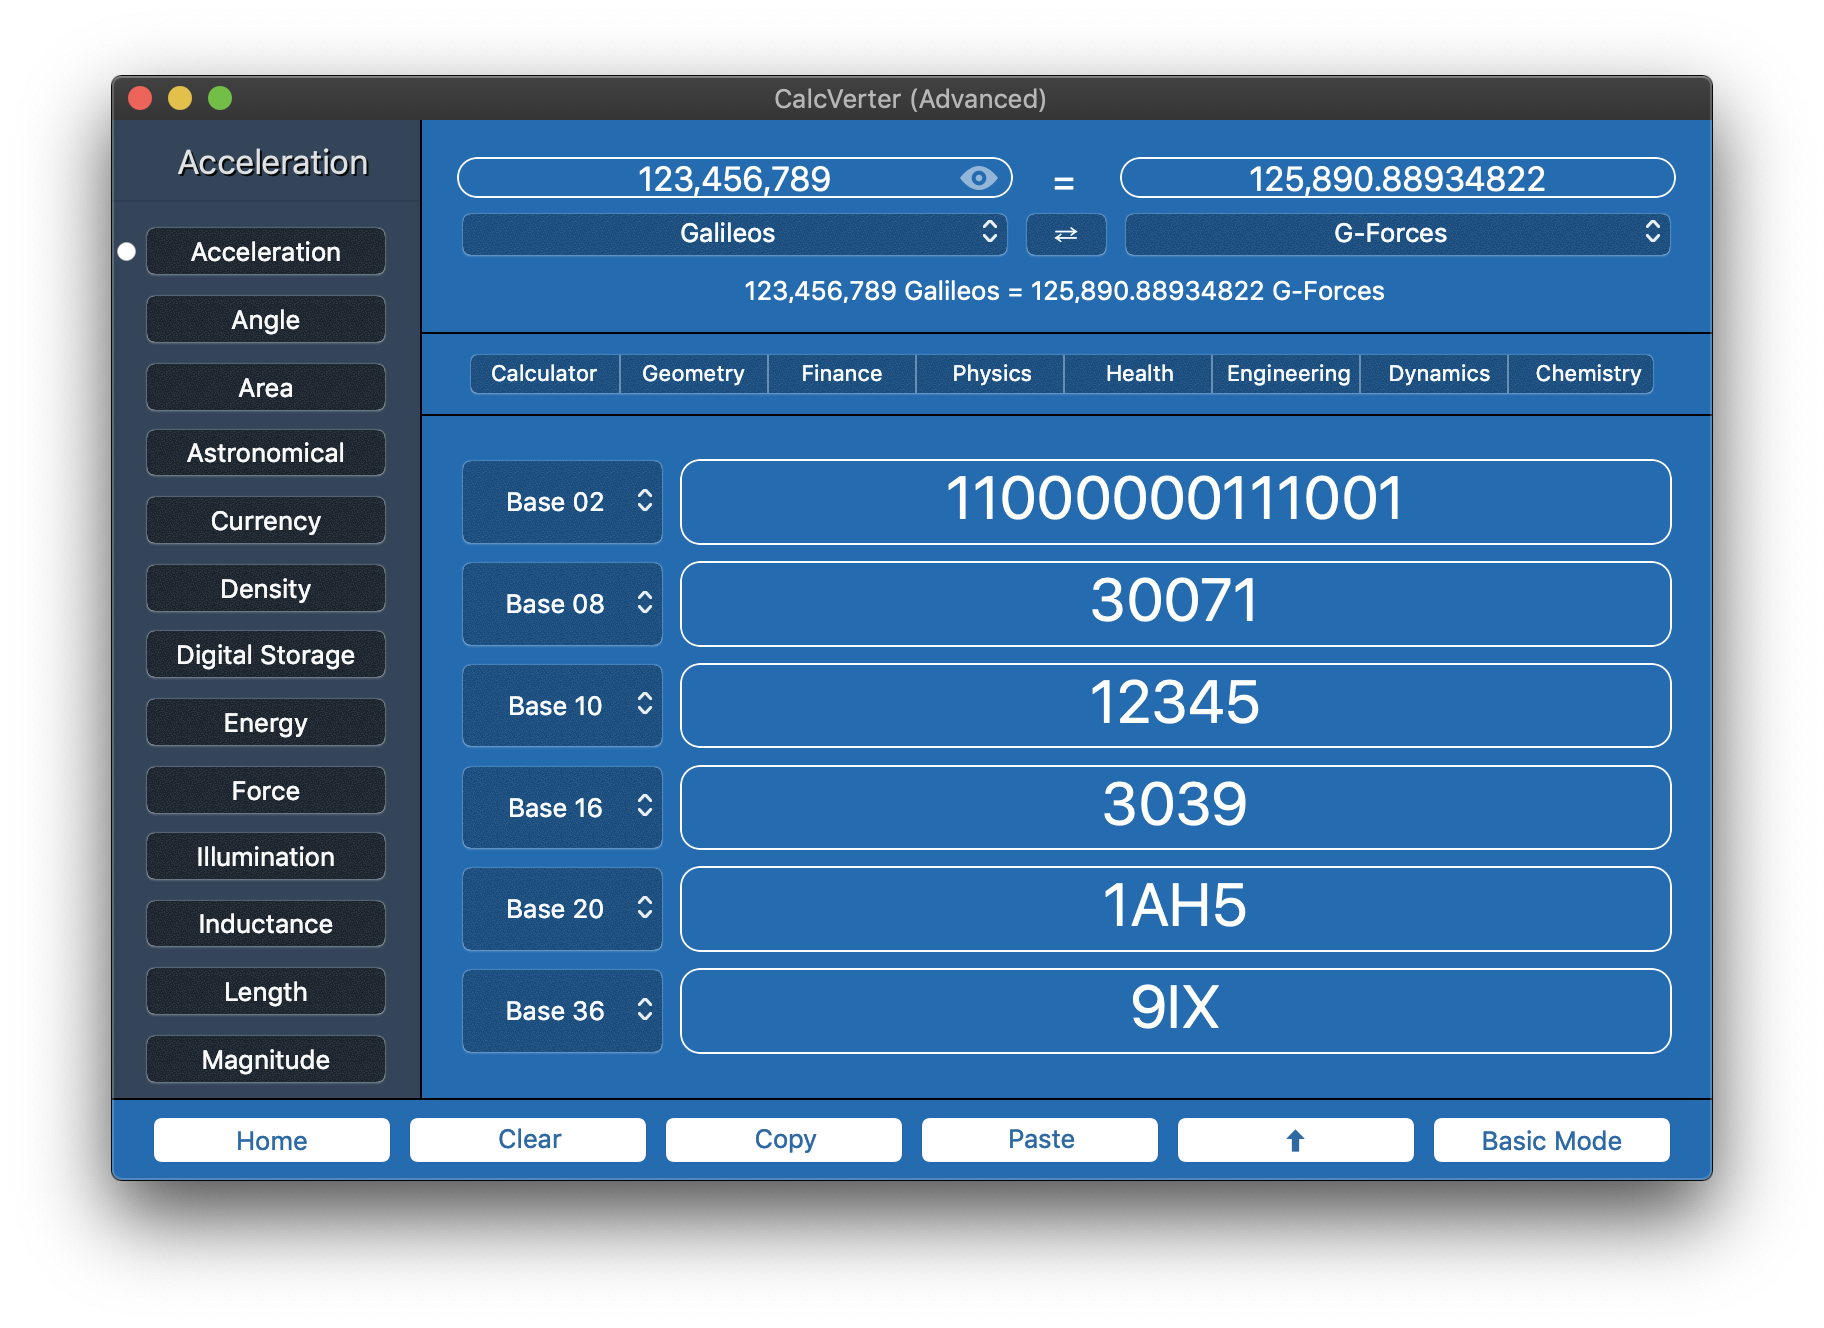 CalcVerter (Advanced)
Acceleration
Acceleration
Angle
Area
Astronomical
Currency
Density
Digital Storage
Energy
Force
Illumination
Inductance
Length
Magnitude
123,456,789 = 125,890.88934822
Galileos ⇄ G-Forces
123,456,789 Galileos = 125,890.88934822 G-Forces
Calculator Geometry Finance Physics Health Engineering Dynamics Chemistry
Base 02 11000000111001
Base 08 30071
Base 10 12345
Base 16 3039
Base 20 1AH5
Base 36 9IX
Home Clear Copy Paste ⬆ Basic Mode